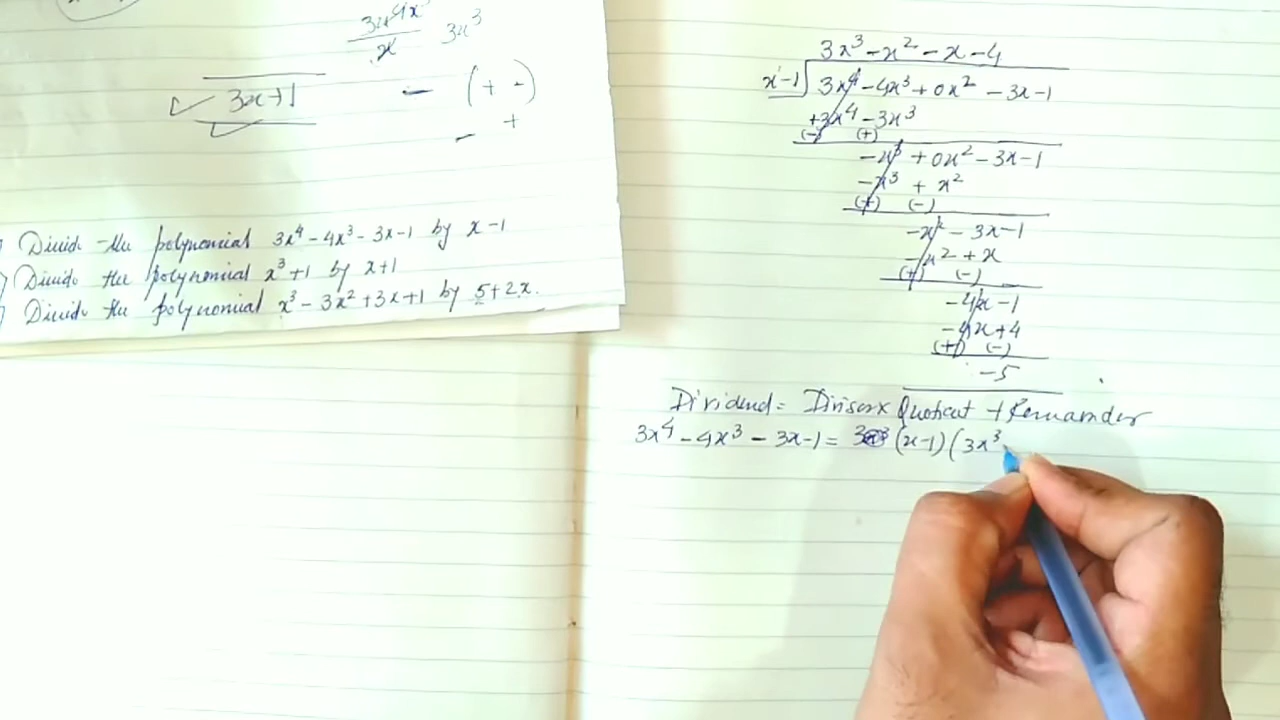 3x⁴
x
3x³
3x+1
- (+ -)
- +
Divide the polynomial 3x⁴ - 4x³ - 3x - 1 by x - 1
Divide the polynomial x³ + 1 by x + 1
Divide the polynomial x³ - 3x² + 3x + 1 by 5 + 2x.
3x³ - x² - x - 4
x - 1 ) 3x⁴ - 4x³ + 0x² - 3x - 1
+3x⁴ - 3x³
(-) (+)
-x³ + 0x² - 3x - 1
-x³ + x²
(+) (-)
-x² - 3x - 1
-x² + x
(+) (-)
-4x - 1
-4x + 4
(+) (-)
-5
Dividend = Divisor x Quotient + Remainder
3x⁴ - 4x³ - 3x - 1 = (x-1) (3x³